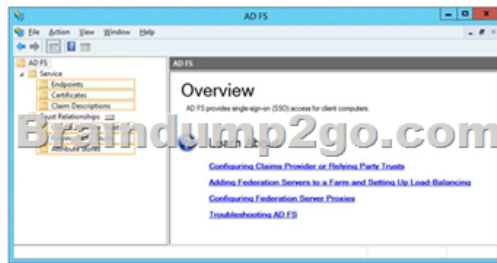 AD FS
File Action View Window Help
AD FS
Service
Endpoints
Certificates
Claim Descriptions
Trust Relationships
Attribute Stores
AD FS
Overview
AD FS provides single-sign-on (SSO) access for client computers.
Braindump2go.com
Configuring Claims Provider or Relying Party Trusts
Adding Federation Servers to a Farm and Setting Up Load-Balancing
Configuring Federation Server Proxies
Troubleshooting AD FS